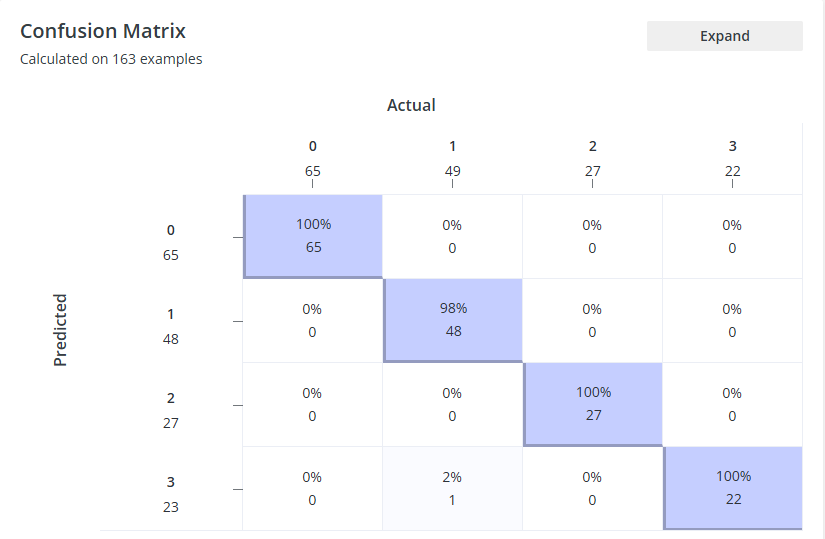 Confusion Matrix
Expand
Calculated on 163 examples
Actual
0 1 2 3
65 49 27 22
100% 0% 0% 0%
0
65 0 0 0
65
0% 98% 0% 0%
1
0 48 0 0
48
Predicted
0% 0% 100% 0%
2
0 0 27 0
27
0% 2% 0% 100%
3
0 1 0 22
23